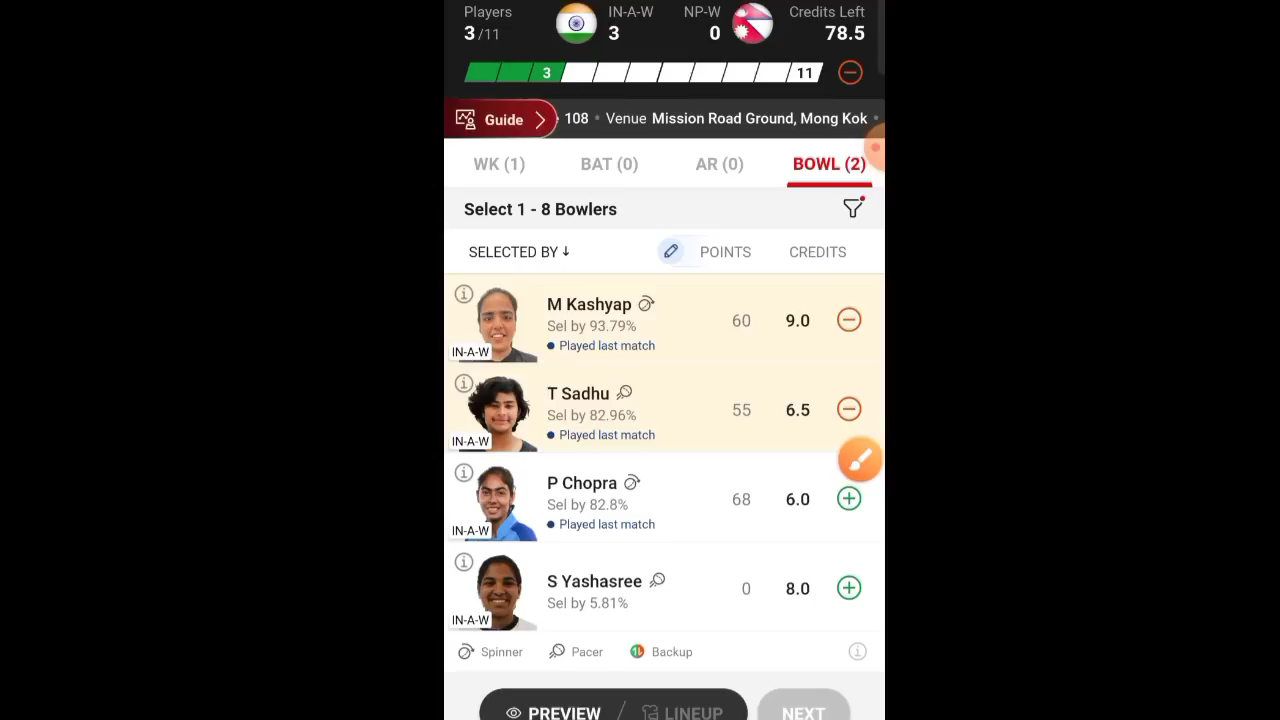 Players IN-A-W NP-W Credits Left
3 /11 3 0 78.5
3 11
Guide 108 • Venue Mission Road Ground, Mong Kok •
WK (1) BAT (0) AR (0) BOWL (2)
Select 1 - 8 Bowlers
SELECTED BY ↓ POINTS CREDITS
M Kashyap
Sel by 93.79% 60 9.0
Played last match
IN-A-W
T Sadhu
Sel by 82.96% 55 6.5
Played last match
IN-A-W
P Chopra
Sel by 82.8% 68 6.0
Played last match
IN-A-W
S Yashasree 0 8.0
Sel by 5.81%
IN-A-W
Spinner Pacer Backup
PREVIEW / LINEUP NEXT